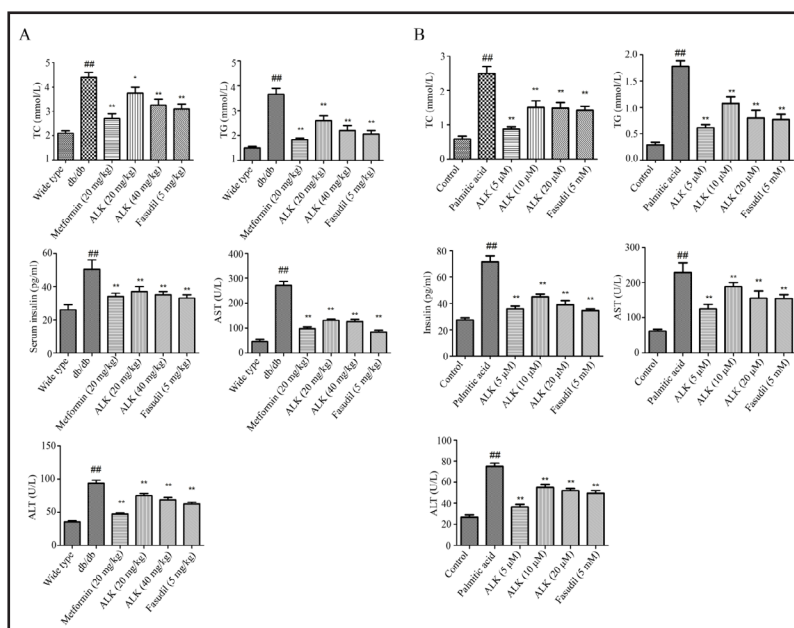 A
TC (mmol/L)
5
4
3
2
1
##
**
*
**
**
Wide type
db/db
Metformin (20 mg/kg)
ALK (20 mg/kg)
ALK (40 mg/kg)
Fasudil (5 mg/kg)
TG (mmol/L)
5
4
3
2
1
##
**
**
**
**
Wide type
db/db
Metformin (20 mg/kg)
ALK (20 mg/kg)
ALK (40 mg/kg)
Fasudil (5 mg/kg)
Serum insulin (pg/ml)
60
40
20
0
##
**
**
**
**
Wide type
db/db
Metformin (20 mg/kg)
ALK (20 mg/kg)
ALK (40 mg/kg)
Fasudil (5 mg/kg)
AST (U/L)
400
300
200
100
0
##
**
**
**
**
Wide type
db/db
Metformin (20 mg/kg)
ALK (20 mg/kg)
ALK (40 mg/kg)
Fasudil (5 mg/kg)
ALT (U/L)
150
100
50
0
##
**
**
**
**
Wide type
db/db
Metformin (20 mg/kg)
ALK (20 mg/kg)
ALK (40 mg/kg)
Fasudil (5 mg/kg)
B
TC (mmol/L)
3
2
1
0
##
**
**
**
**
Control
Palmitic acid
ALK (5 μM)
ALK (10 μM)
ALK (20 μM)
Fasudil (5 mM)
TG (mmol/L)
2.0
1.5
1.0
0.5
0.0
##
**
**
**
**
Control
Palmitic acid
ALK (5 μM)
ALK (10 μM)
ALK (20 μM)
Fasudil (5 mM)
Insulin (pg/ml)
80
60
40
20
0
##
**
**
**
**
Control
Palmitic acid
ALK (5 μM)
ALK (10 μM)
ALK (20 μM)
Fasudil (5 mM)
AST (U/L)
300
200
100
0
##
**
**
**
**
Control
Palmitic acid
ALK (5 μM)
ALK (10 μM)
ALK (20 μM)
Fasudil (5 mM)
ALT (U/L)
100
80
60
40
20
0
##
**
**
**
**
Control
Palmitic acid
ALK (5 μM)
ALK (10 μM)
ALK (20 μM)
Fasudil (5 mM)